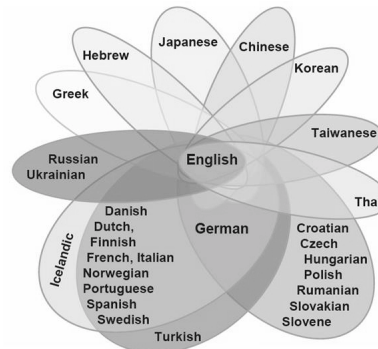 Japanese
Chinese
Hebrew
Korean
Greek
Taiwanese
Russian
Ukrainian
English
Tha
Icelandic
Danish
Dutch,
Finnish
French, Italian
Norwegian
Portuguese
Spanish
Swedish
German
Croatian
Czech
Hungarian
Polish
Rumanian
Slovakian
Slovene
Turkish